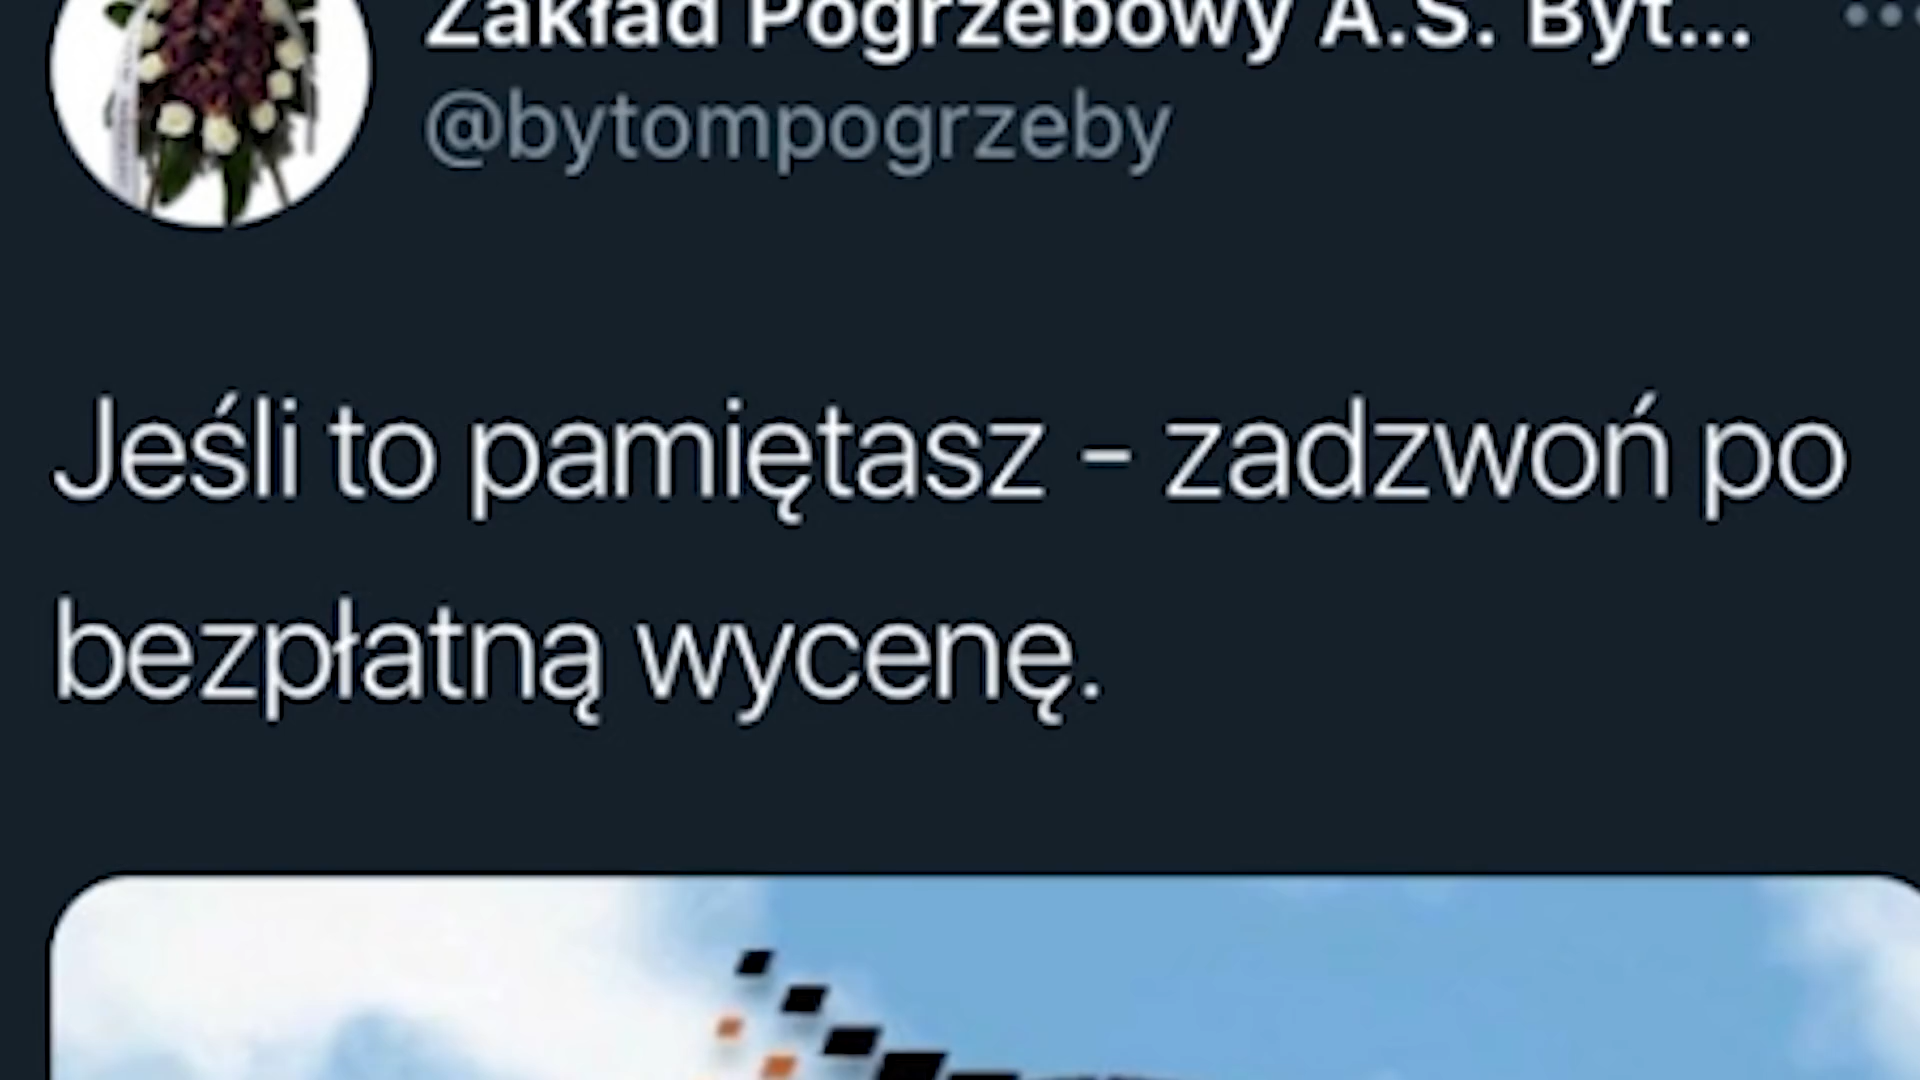 Zakład Pogrzebowy A.S. Byt...
@bytompogrzeby
Jeśli to pamiętasz - zadzwoń po
bezpłatną wycenę.